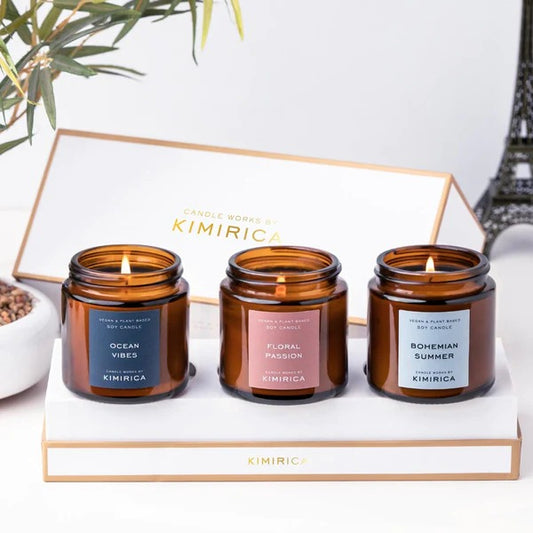 CANDLE WORKS BY
KIMIRICA
VEGAN & PLANT BASED
SOY CANDLE
OCEAN
VIBES
CANDLE WORKS BY
KIMIRICA
VEGAN & PLANT BASED
SOY CANDLE
FLORAL
PASSION
CANDLE WORKS BY
KIMIRICA
VEGAN & PLANT BASED
SOY CANDLE
BOHEMIAN
SUMMER
CANDLE WORKS BY
KIMIRICA
KIMIRICA